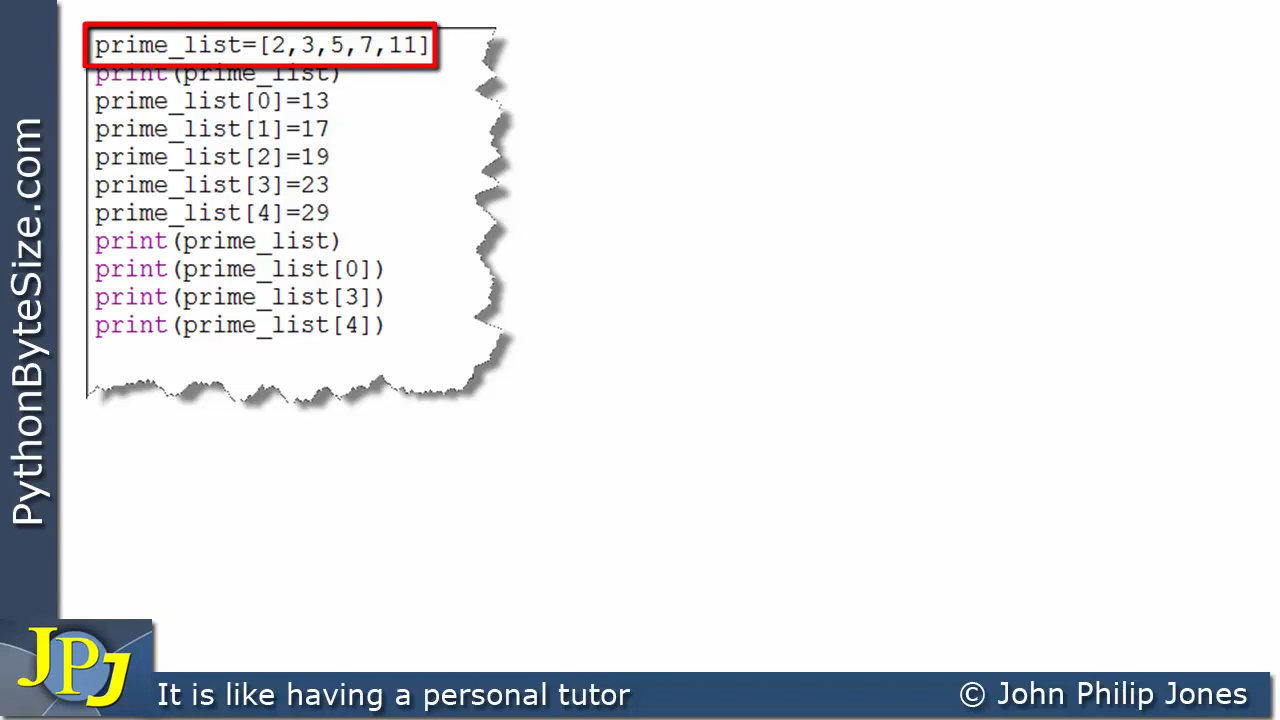 prime_list=[2,3,5,7,11]
print(prime_list)
prime_list[0]=13
prime_list[1]=17
prime_list[2]=19
prime_list[3]=23
prime_list[4]=29
print(prime_list)
print(prime_list[0])
print(prime_list[3])
print(prime_list[4])
PythonByteSize.com
JPJ
It is like having a personal tutor
© John Philip Jones